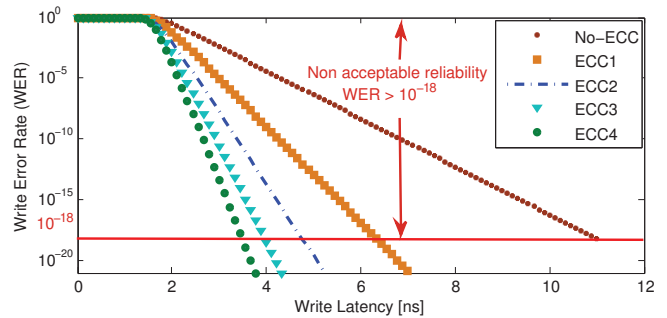 10^0
10^−5
10^−10
10^−15
10^−18
10^−20
Write Error Rate (WER)
Non acceptable reliability
WER > 10^−18
No−ECC
ECC1
ECC2
ECC3
ECC4
0 2 4 6 8 10 12
Write Latency [ns]